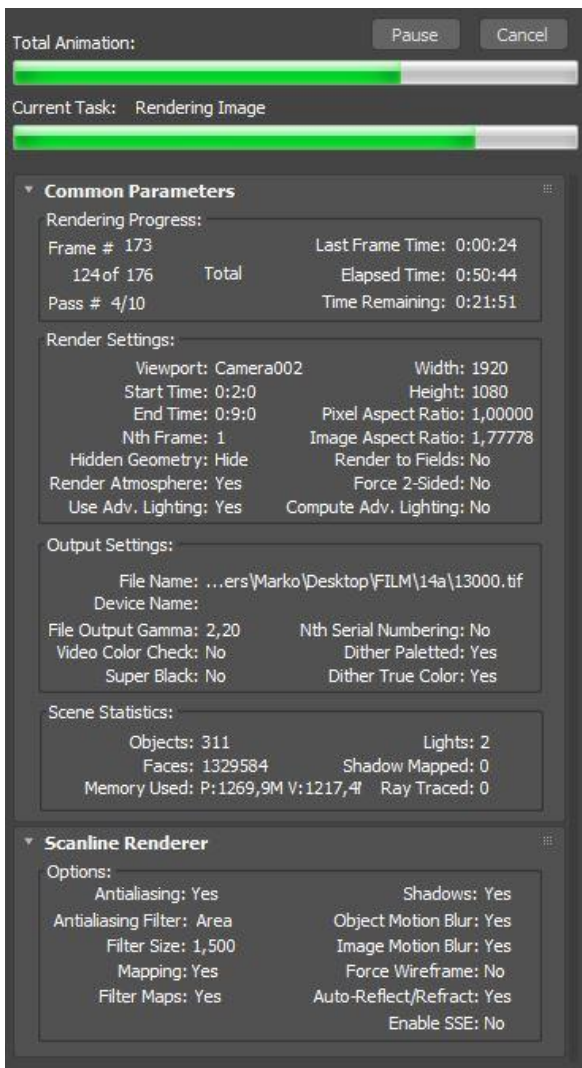 Total Animation: Pause Cancel
Current Task: Rendering Image
Common Parameters
Rendering Progress:
Frame # 173 Last Frame Time: 0:00:24
124 of 176 Total Elapsed Time: 0:50:44
Pass # 4/10 Time Remaining: 0:21:51
Render Settings:
Viewport: Camera002 Width: 1920
Start Time: 0:2:0 Height: 1080
End Time: 0:9:0 Pixel Aspect Ratio: 1,00000
Nth Frame: 1 Image Aspect Ratio: 1,77778
Hidden Geometry: Hide Render to Fields: No
Render Atmosphere: Yes Force 2-Sided: No
Use Adv. Lighting: Yes Compute Adv. Lighting: No
Output Settings:
File Name: ...ers\Marko\Desktop\FILM\14a\13000.tif
Device Name:
File Output Gamma: 2,20 Nth Serial Numbering: No
Video Color Check: No Dither Paletted: Yes
Super Black: No Dither True Color: Yes
Scene Statistics:
Objects: 311 Lights: 2
Faces: 1329584 Shadow Mapped: 0
Memory Used: P:1269,9M V:1217,4 Ray Traced: 0
Scanline Renderer
Options:
Antialiasing: Yes Shadows: Yes
Antialiasing Filter: Area Object Motion Blur: Yes
Filter Size: 1,500 Image Motion Blur: Yes
Mapping: Yes Force Wireframe: No
Filter Maps: Yes Auto-Reflect/Refract: Yes
Enable SSE: No